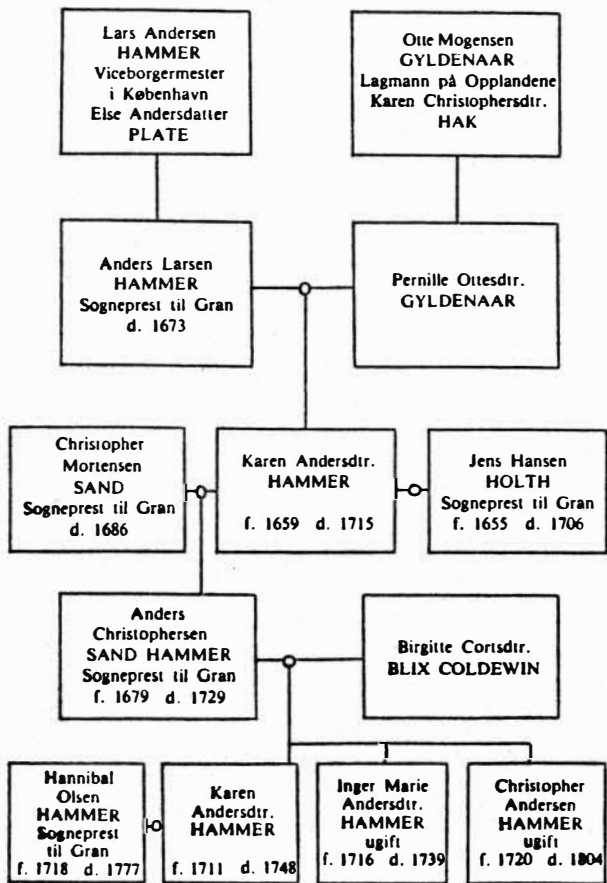 Lars Andersen
HAMMER
Viceborgermester
i København
Else Andersdatter
PLATE
Otte Mogensen
GYLDENAAR
Lagmann på Opplandene
Karen Christophersdtr.
HAK
Anders Larsen
HAMMER
Sogneprest til Gran
d. 1673
Pernille Ottesdtr.
GYLDENAAR
Christopher
Mortensen
SAND
Sogneprest til Gran
d. 1686
Karen Andersdtr.
HAMMER
f. 1659 d. 1715
Jens Hansen
HOLTH
Sogneprest til Gran
f. 1655 d. 1706
Anders
Christophersen
SAND HAMMER
Sogneprest til Gran
f. 1679 d. 1729
Birgitte Cortsdtr.
BLIX COLDEWIN
Hannibal
Olsen
HAMMER
Sogneprest
til Gran
f. 1718 d. 1777
Karen
Andersdtr.
HAMMER
f. 1711 d. 1748
Inger Marie
Andersdtr.
HAMMER
ugift
f. 1716 d. 1739
Christopher
Andersen
HAMMER
ugift
f. 1720 d. 1804